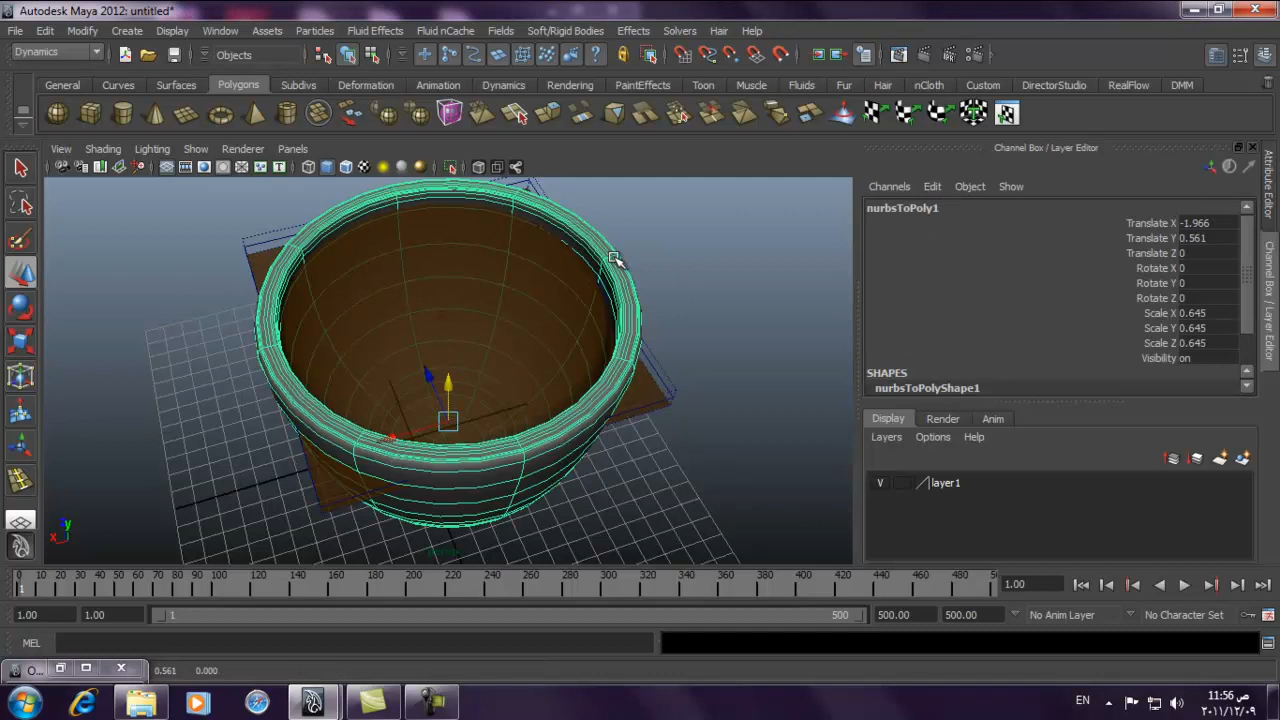 Autodesk Maya 2012: untitled*
File Edit Modify Create Display Window Assets Particles Fluid Effects Fluid nCache Fields Soft/Rigid Bodies Effects Solvers Hair Help
Dynamics Objects
General Curves Surfaces Polygons Subdivs Deformation Animation Dynamics Rendering PaintEffects Toon Muscle Fluids Fur Hair nCloth Custom DirectorStudio RealFlow DMM
View Shading Lighting Show Renderer Panels
Channel Box / Layer Editor
Channels Edit Object Show
nurbsToPoly1
Translate X -1.966
Translate Y 0.561
Translate Z 0
Rotate X 0
Rotate Y 0
Rotate Z 0
Scale X 0.645
Scale Y 0.645
Scale Z 0.645
Visibility on
SHAPES
nurbsToPolyShape1
Display Render Anim
Layers Options Help
V layer1
Attribute Editor
Channel Box / Layer Editor
y
x
persp
0 10 20 30 40 50 60 70 80 90 100 120 140 160 180 200 220 240 260 280 300 320 340 360 380 400 420 440 460 480 5
1
1.00
1.00 1.00 1 500 500.00 500.00 No Anim Layer No Character Set
MEL
O... 0.561 0.000
EN
11:56 ص
٢٠١١/١٢/٠٩